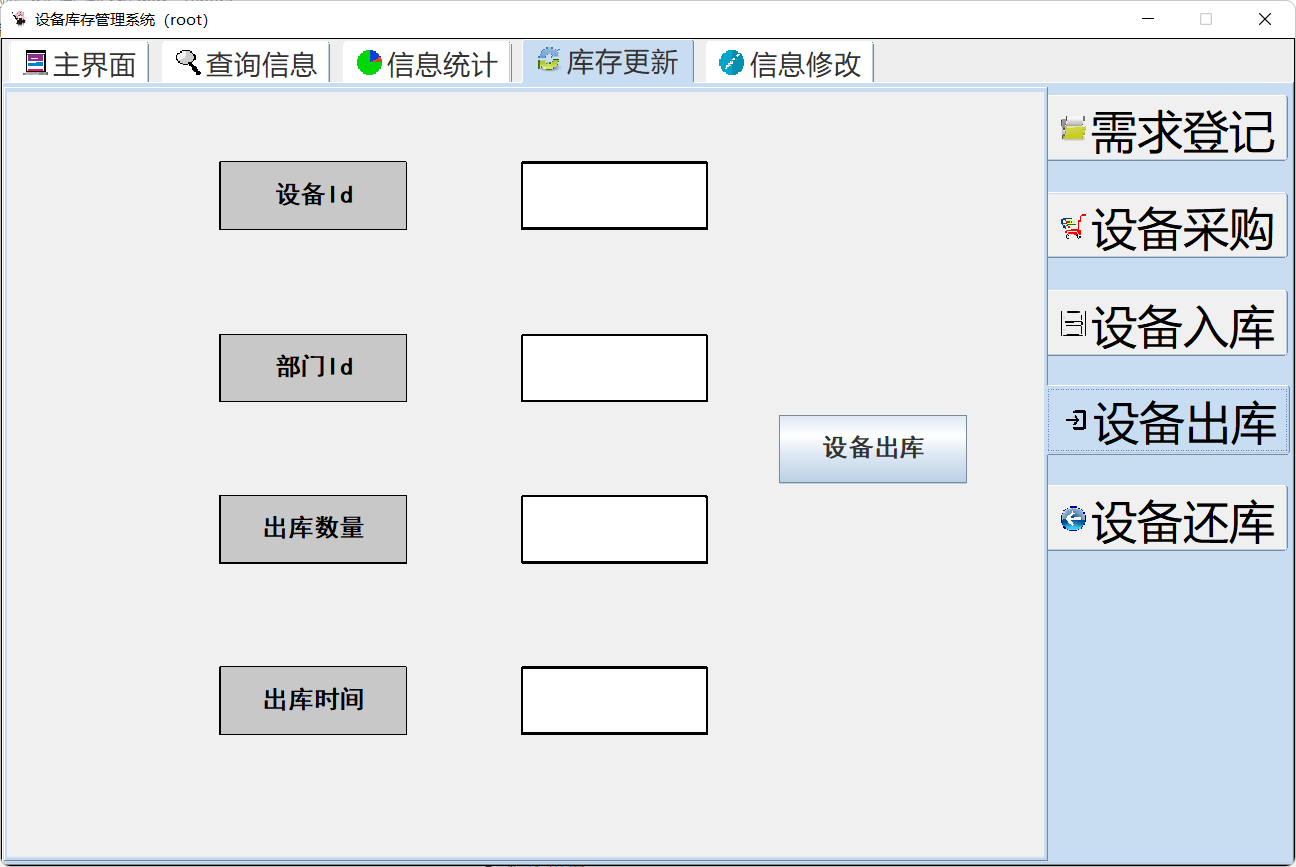 设备库存管理系统（root）
主界面 查询信息 信息统计 库存更新 信息修改
需求登记
设备采购
设备入库
设备出库
设备还库
设备Id
部门Id
出库数量
出库时间
设备出库